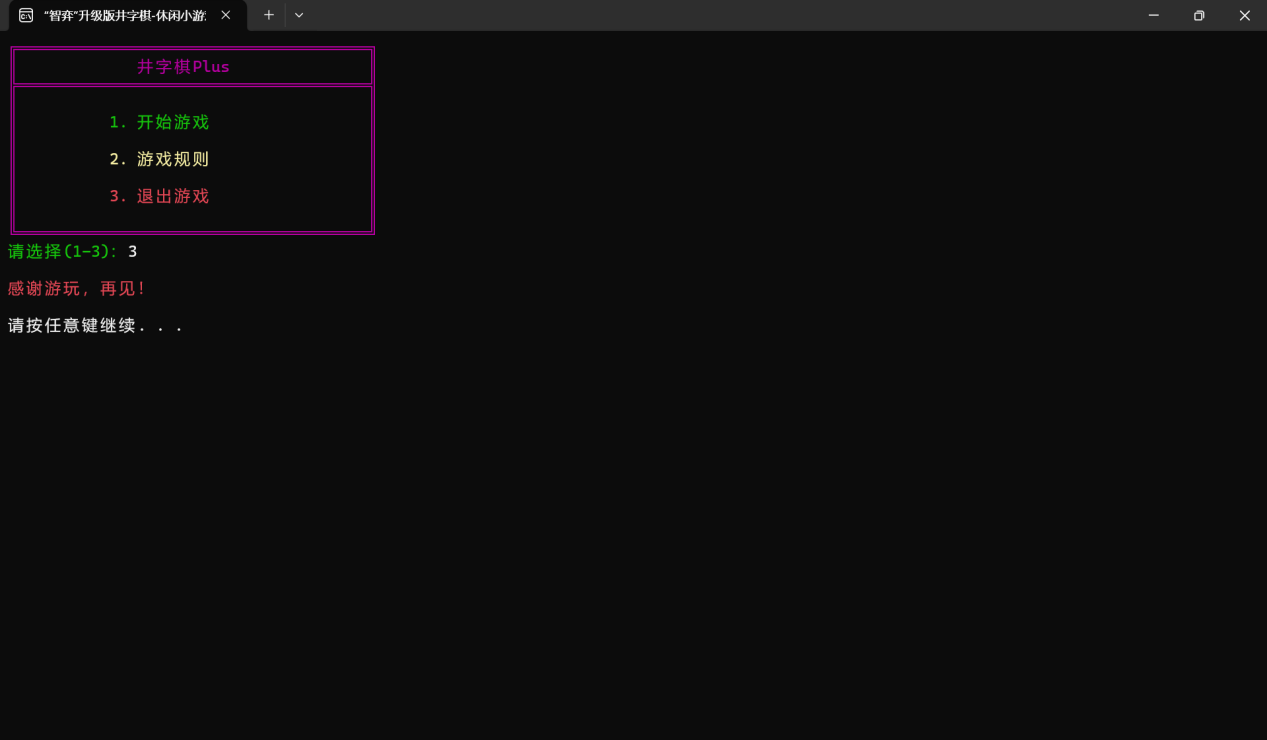 "智弈"升级版井字棋-休闲小游
井字棋Plus
1. 开始游戏
2. 游戏规则
3. 退出游戏
请选择(1-3): 3
感谢游玩，再见！
请按任意键继续. . .